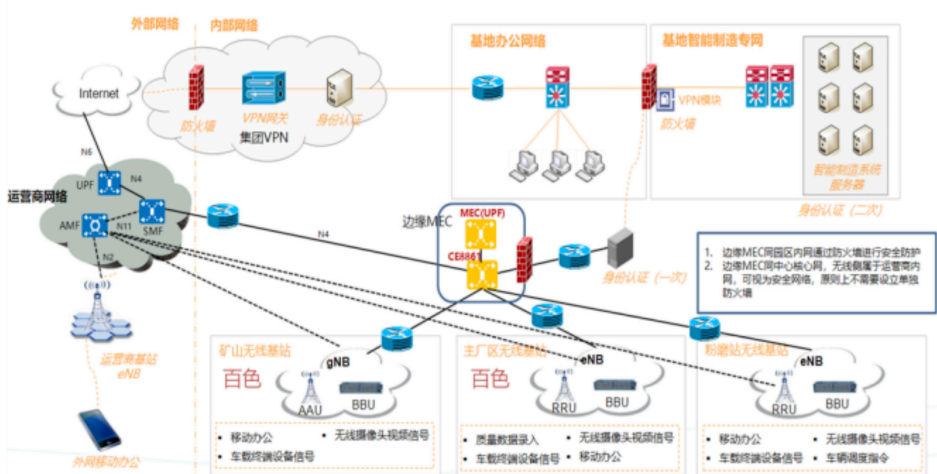 外部网络
内部网络
Internet
防火墙
VPN网关
身份认证
集团VPN
基地办公网络
基地智能制造专网
VPN模块
防火墙
智能制造系统
服务器
身份认证（二次）
N6
UPF
N4
运营商网络
AMF
N11
SMF
N2
N4
边缘MEC
MEC(UPF)
CE8861
身份认证（一次）
1. 边缘MEC同园区内网通过防火墙进行安全防护
2. 边缘MEC同中心核心网，无线侧属于运营商内
网，可视为安全网络，原则上不需要设立单独
防火墙
运营商基站
eNB
外网移动办公
矿山无线基站
gNB
百色
AAU
BBU
• 移动办公
• 无线摄像头视频信号
• 车载终端设备信号
主厂区无线基站
eNB
百色
RRU
BBU
• 质量数据录入
• 无线摄像头视频信号
• 车载终端设备信号
• 移动办公
粉磨站无线基站
eNB
RRU
BBU
• 移动办公
• 无线摄像头视频信号
• 车载终端设备信号
• 车辆调度指令